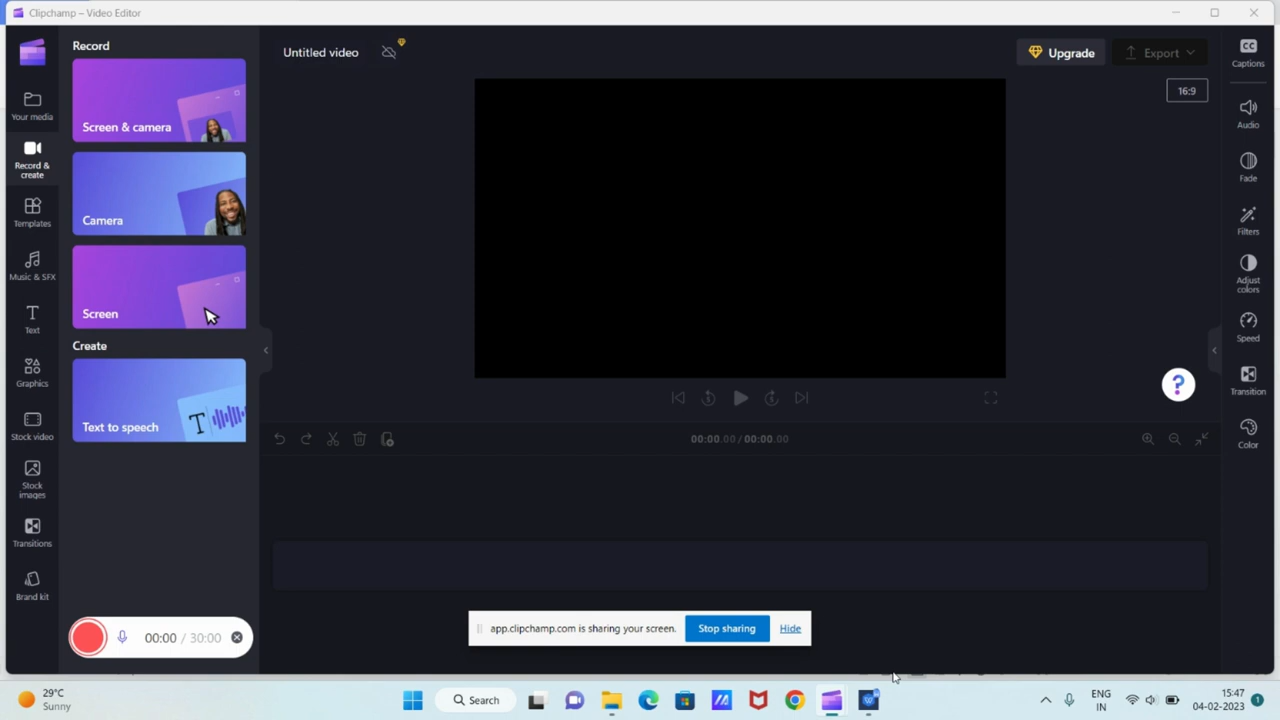 Clipchamp – Video Editor
Record
Screen & camera
Camera
Screen
Create
Text to speech
Your media
Record &
create
Templates
Music & SFX
Text
Graphics
Stock video
Stock
images
Transitions
Brand kit
00:00 / 30:00
Untitled video
Upgrade
Export
16:9
00:00.00 / 00:00.00
CC
Captions
Audio
Fade
Filters
Adjust
colors
Speed
Transition
Color
?
app.clipchamp.com is sharing your screen.
Stop sharing
Hide
29°C
Sunny
Search
ENG
IN
15:47
04-02-2023
1